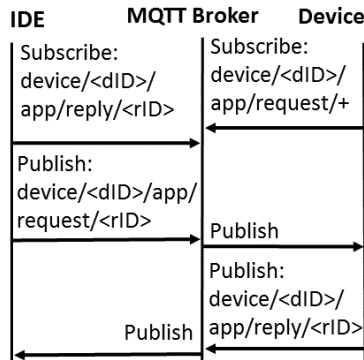 IDE
MQTT Broker
Device
Subscribe:
device/<dID>/
app/reply/<rID>
Subscribe:
device/<dID>/
app/request/+
Publish:
device/<dID>/app/
request/<rID>
Publish
Publish:
device/<dID>/
app/reply/<rID>
Publish